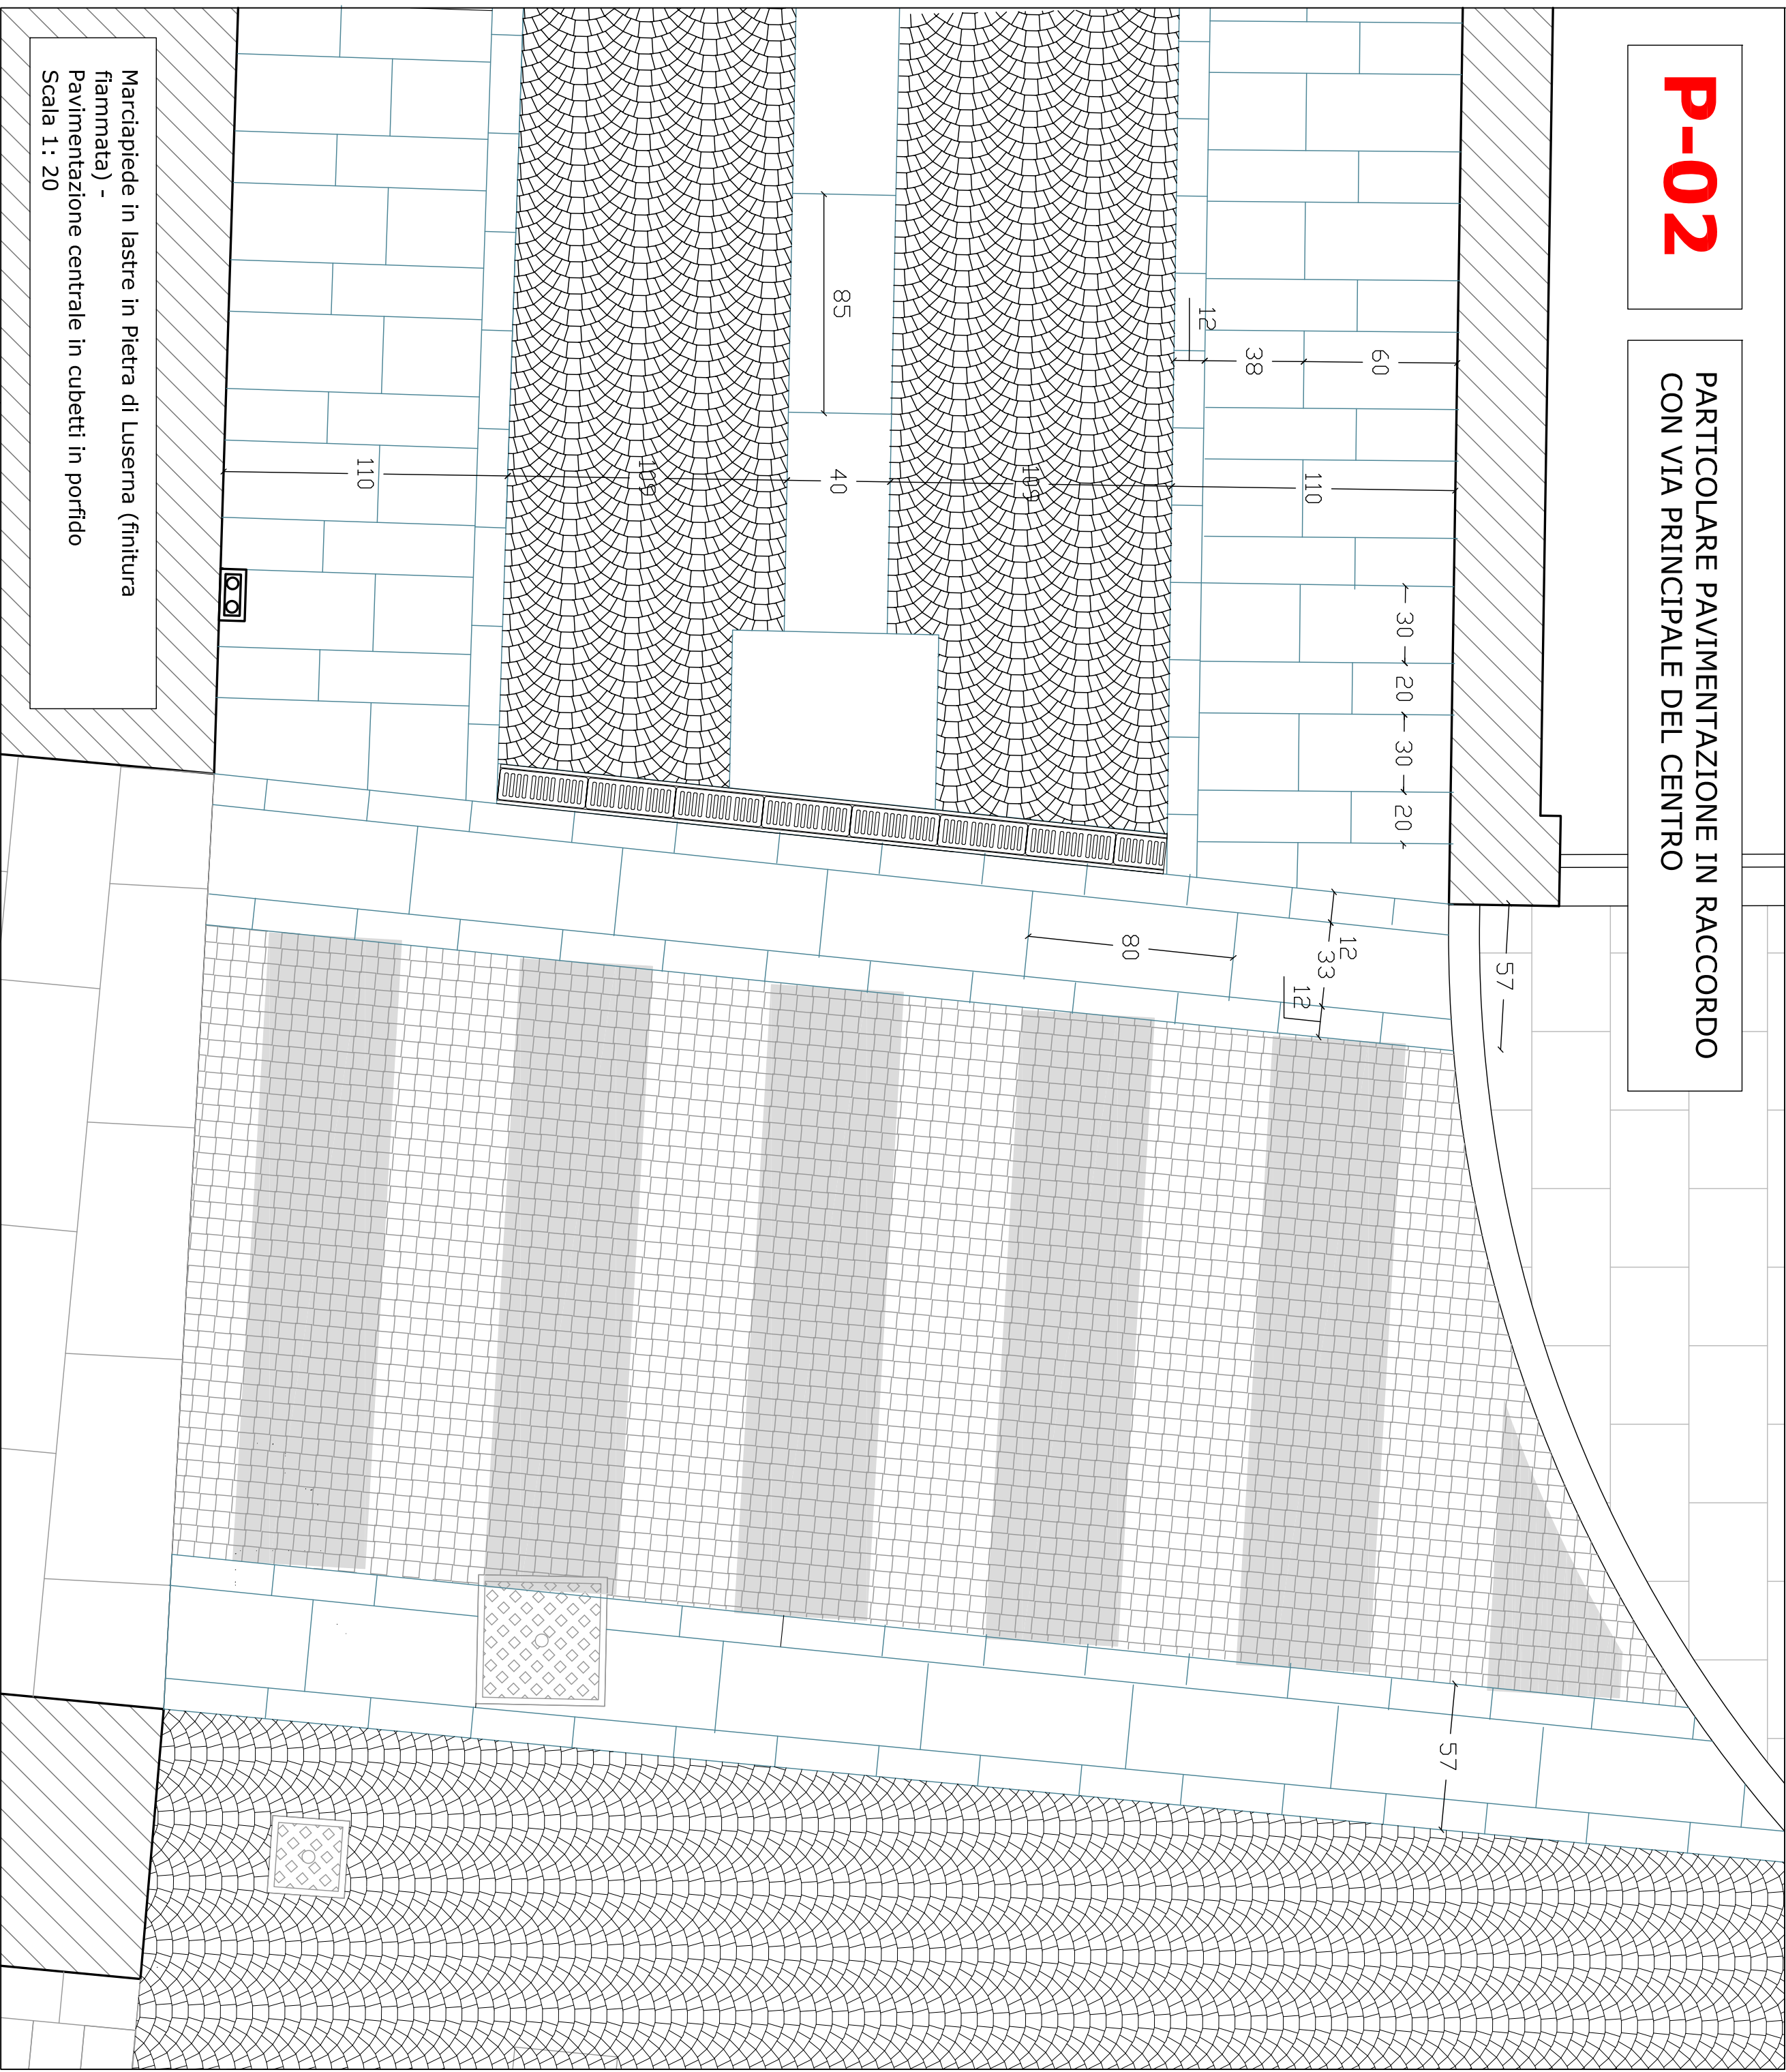 P-02
PARTICOLARE PAVIMENTAZIONE IN RACCORDO
CON VIA PRINCIPALE DEL CENTRO
Marciapiede in lastre in Pietra di Luserna (finitura
fiammata) -
Pavimentazione centrale in cubetti in porfido
Scala 1: 20
85
12
38
60
110
109
40
109
110
30
20
30
20
57
80
12
33
12
57